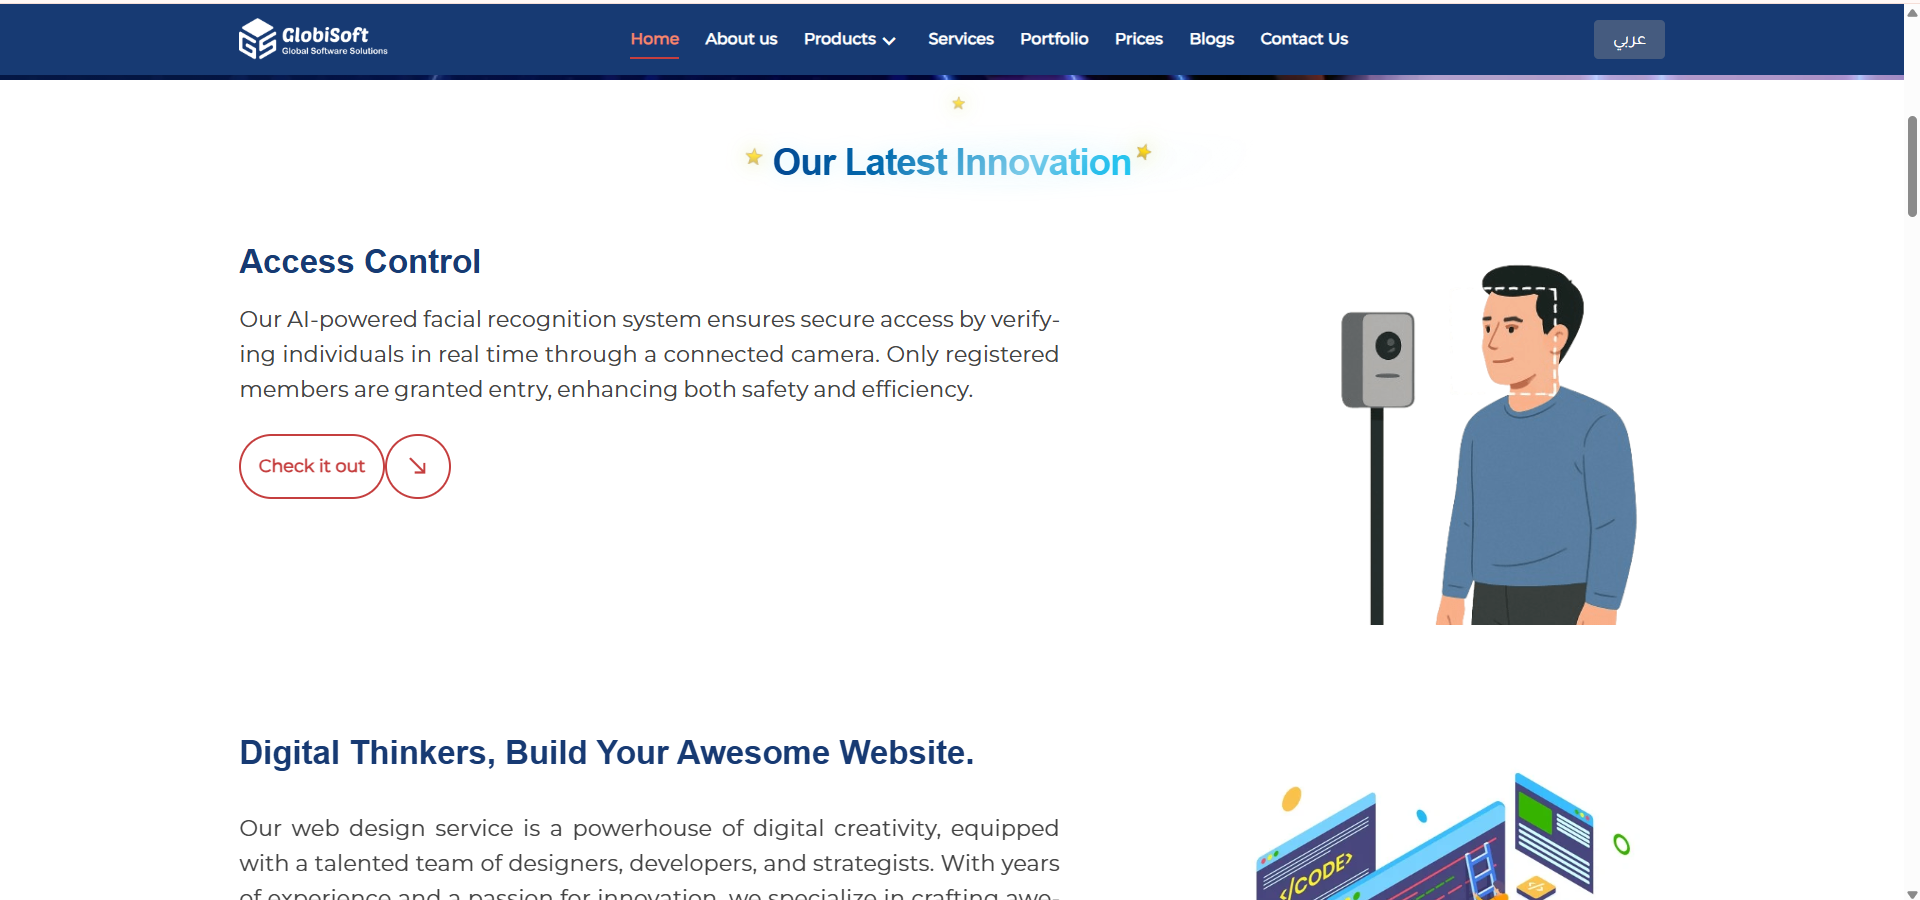 GlobiSoft
Global Software Solutions
Home About us Products Services Portfolio Prices Blogs Contact Us
عربي
Our Latest Innovation
Access Control
Our AI-powered facial recognition system ensures secure access by verify-
ing individuals in real time through a connected camera. Only registered
members are granted entry, enhancing both safety and efficiency.
Check it out
Digital Thinkers, Build Your Awesome Website.
Our web design service is a powerhouse of digital creativity, equipped
with a talented team of designers, developers, and strategists. With years
of experience and a passion for innovation, we specialize in crafting awe-
</CODE>